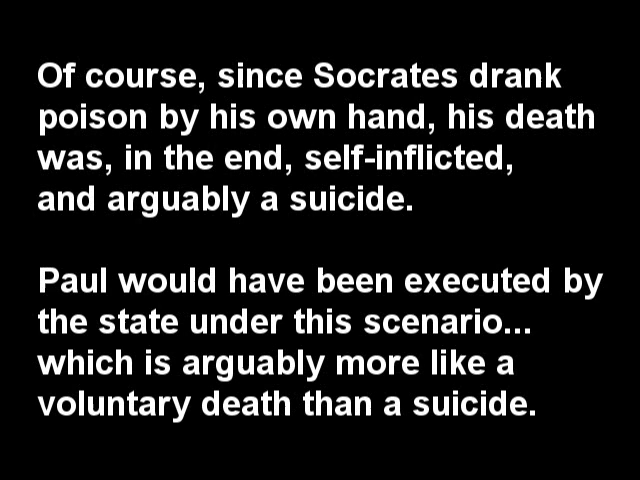 Of course, since Socrates drank
poison by his own hand, his death
was, in the end, self-inflicted,
and arguably a suicide.
Paul would have been executed by
the state under this scenario...
which is arguably more like a
voluntary death than a suicide.